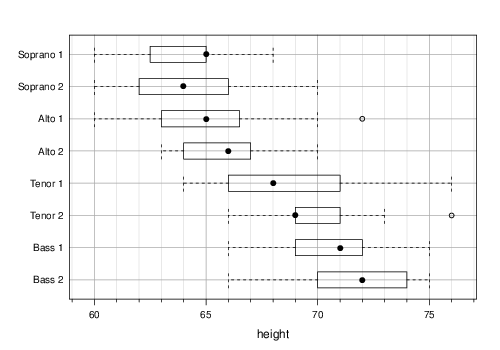 Soprano 1
Soprano 2
Alto 1
Alto 2
Tenor 1
Tenor 2
Bass 1
Bass 2
60 65 70 75
height